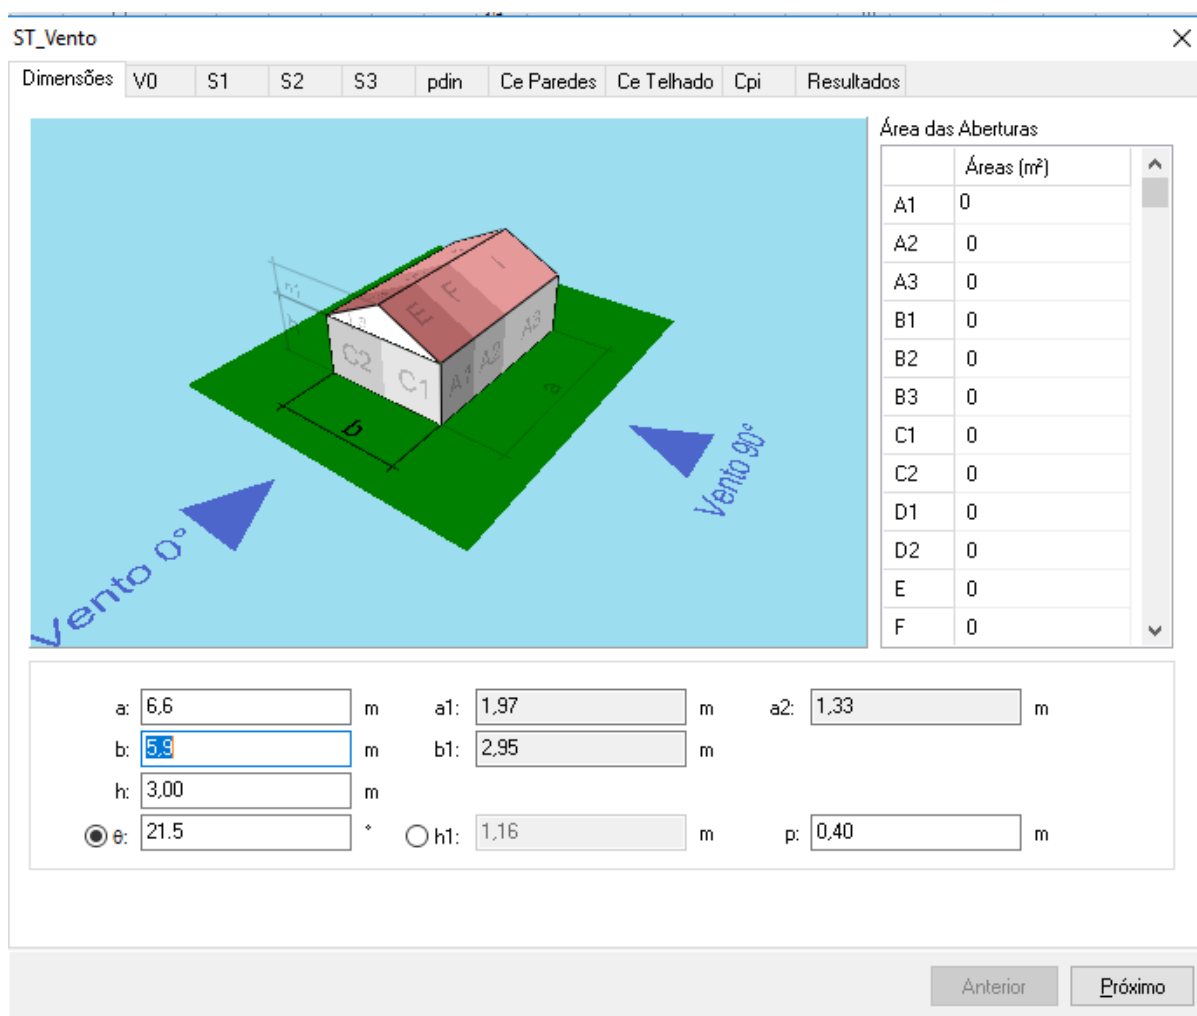 ST_Vento
Dimensões V0 S1 S2 S3 pdin Ce Paredes Ce Telhado Cpi Resultados
Área das Aberturas
Áreas (m²)
A1 0
A2 0
A3 0
B1 0
B2 0
B3 0
C1 0
C2 0
D1 0
D2 0
E 0
F 0
I
F
E
h1
h
A3
C2
A2
C1
A1
a
b
Vento 90°
Vento 0°
a: 6,6 m a1: 1,97 m a2: 1,33 m
b: 5,9 m b1: 2,95 m
h: 3,00 m
θ: 21.5 ° h1: 1,16 m p: 0,40 m
Anterior Próximo